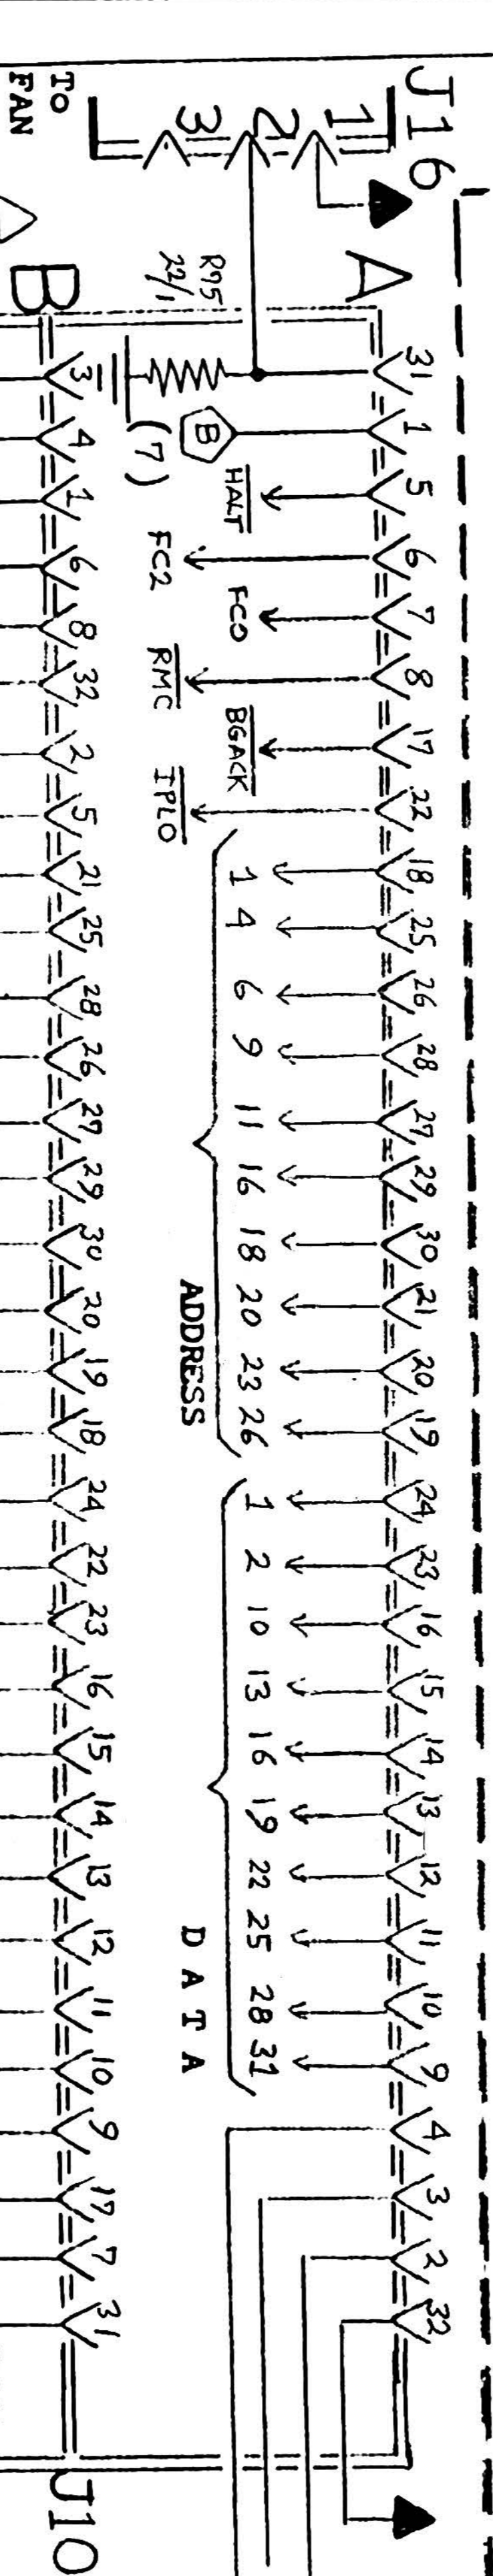 J16
1 2 3
TO
FAN
A
31 1 5 6 7 8 17 22 18 25 26 28 27 29 30 21 20 19 24 23 16 15 14 13 12 11 10 9 4 3 2 32
R75
22/1
(7)
B
HALT
FC2
FC0
RMC
BGACK
IPL0
1 4 6 9 11 16 18 20 23 26
ADDRESS
1 2 10 13 16 19 22 25 28 31
DATA
B
3 4 1 6 8 32 2 5 21 25 28 26 27 29 30 20 19 18 24 22 23 16 15 14 13 12 11 10 9 17 7 31
J10